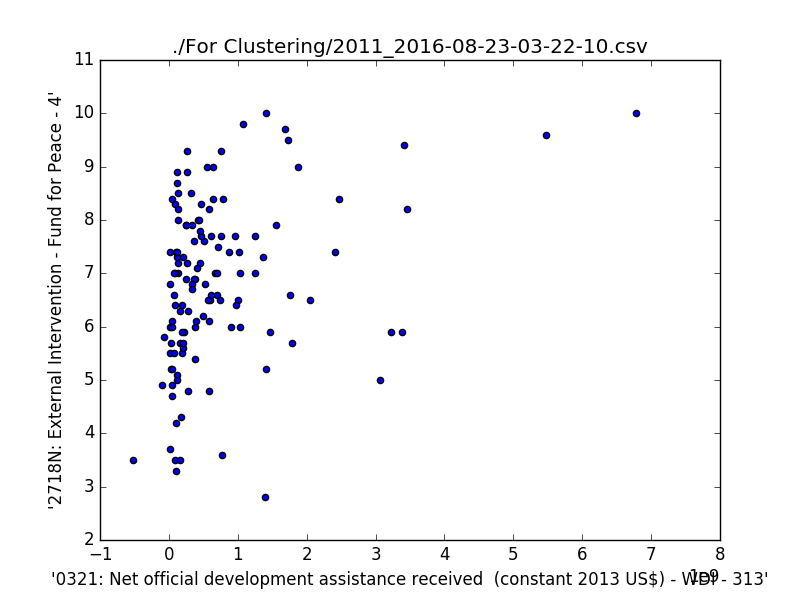 ./For Clustering/2011_2016-08-23-03-22-10.csv
11
10
9
8
7
6
5
4
3
2
'2718N: External Intervention - Fund for Peace - 4'
−1 0 1 2 3 4 5 6 7 8
1e9
'0321: Net official development assistance received (constant 2013 US$) - WDI - 313'